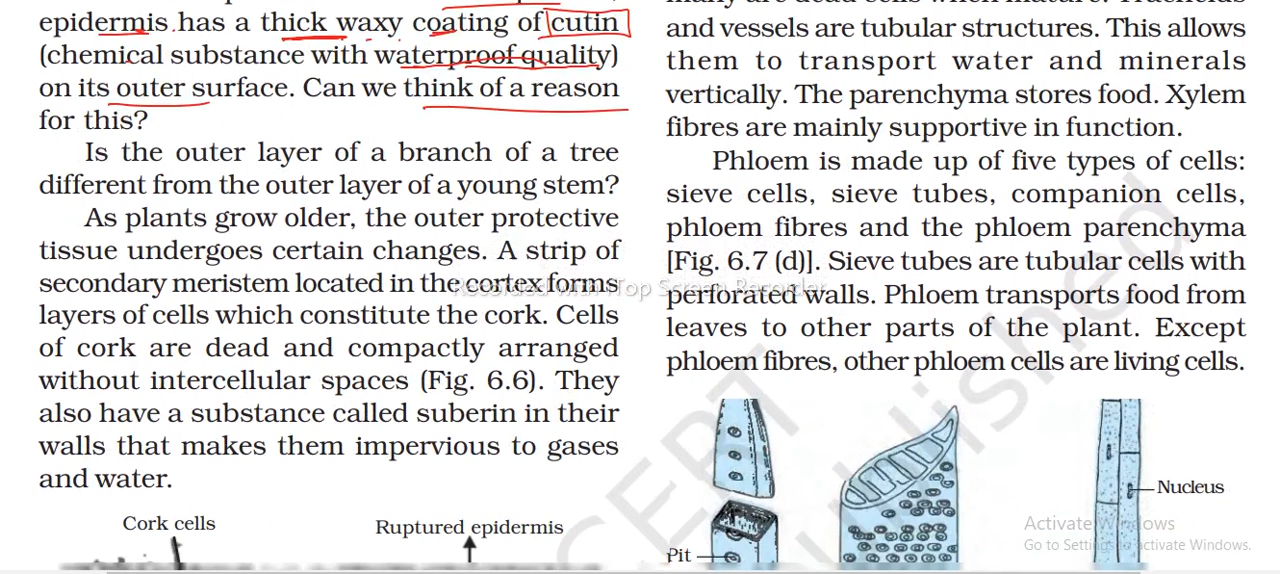 epidermis has a thick waxy coating of cutin
(chemical substance with waterproof quality)
on its outer surface. Can we think of a reason
for this?
Is the outer layer of a branch of a tree
different from the outer layer of a young stem?
As plants grow older, the outer protective
tissue undergoes certain changes. A strip of
secondary meristem located in the cortex forms
layers of cells which constitute the cork. Cells
of cork are dead and compactly arranged
without intercellular spaces (Fig. 6.6). They
also have a substance called suberin in their
walls that makes them impervious to gases
and water.
Cork cells
Ruptured epidermis
and vessels are tubular structures. This allows
them to transport water and minerals
vertically. The parenchyma stores food. Xylem
fibres are mainly supportive in function.
Phloem is made up of five types of cells:
sieve cells, sieve tubes, companion cells,
phloem fibres and the phloem parenchyma
[Fig. 6.7 (d)]. Sieve tubes are tubular cells with
perforated walls. Phloem transports food from
leaves to other parts of the plant. Except
phloem fibres, other phloem cells are living cells.
Nucleus
Pit
Recorded with iTop Screen Recorder
Activate Windows
Go to Settings to activate Windows.